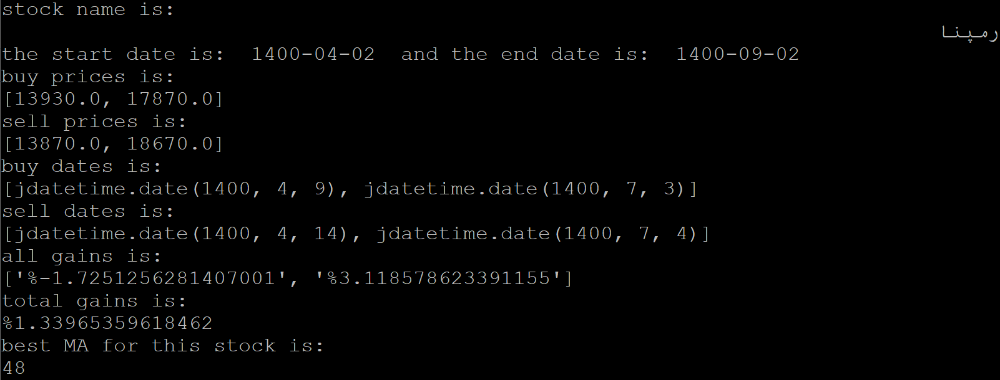 stock name is:
رمپنا
the start date is:  1400-04-02  and the end date is:  1400-09-02
buy prices is:
[13930.0, 17870.0]
sell prices is:
[13870.0, 18670.0]
buy dates is:
[jdatetime.date(1400, 4, 9), jdatetime.date(1400, 7, 3)]
sell dates is:
[jdatetime.date(1400, 4, 14), jdatetime.date(1400, 7, 4)]
all gains is:
['%-1.7251256281407001', '%3.118578623391155']
total gains is:
%1.33965359618462
best MA for this stock is:
48